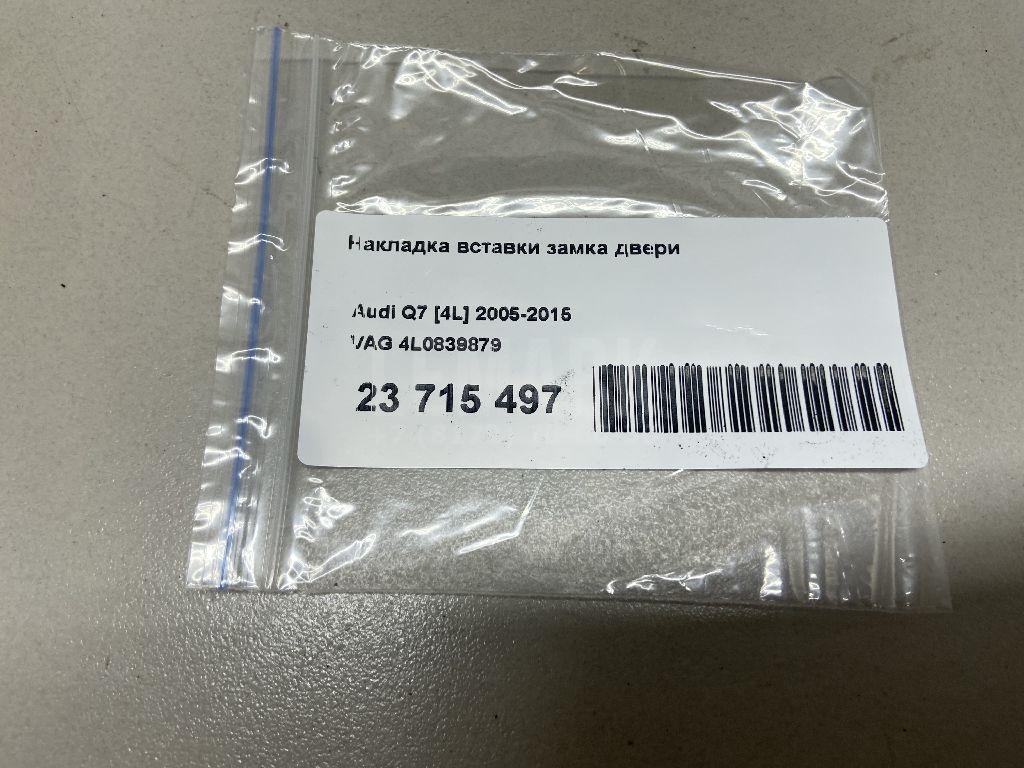 Накладка вставки замка двери
Audi Q7 [4L] 2005-2015
VAG 4L0839879
23 715 497